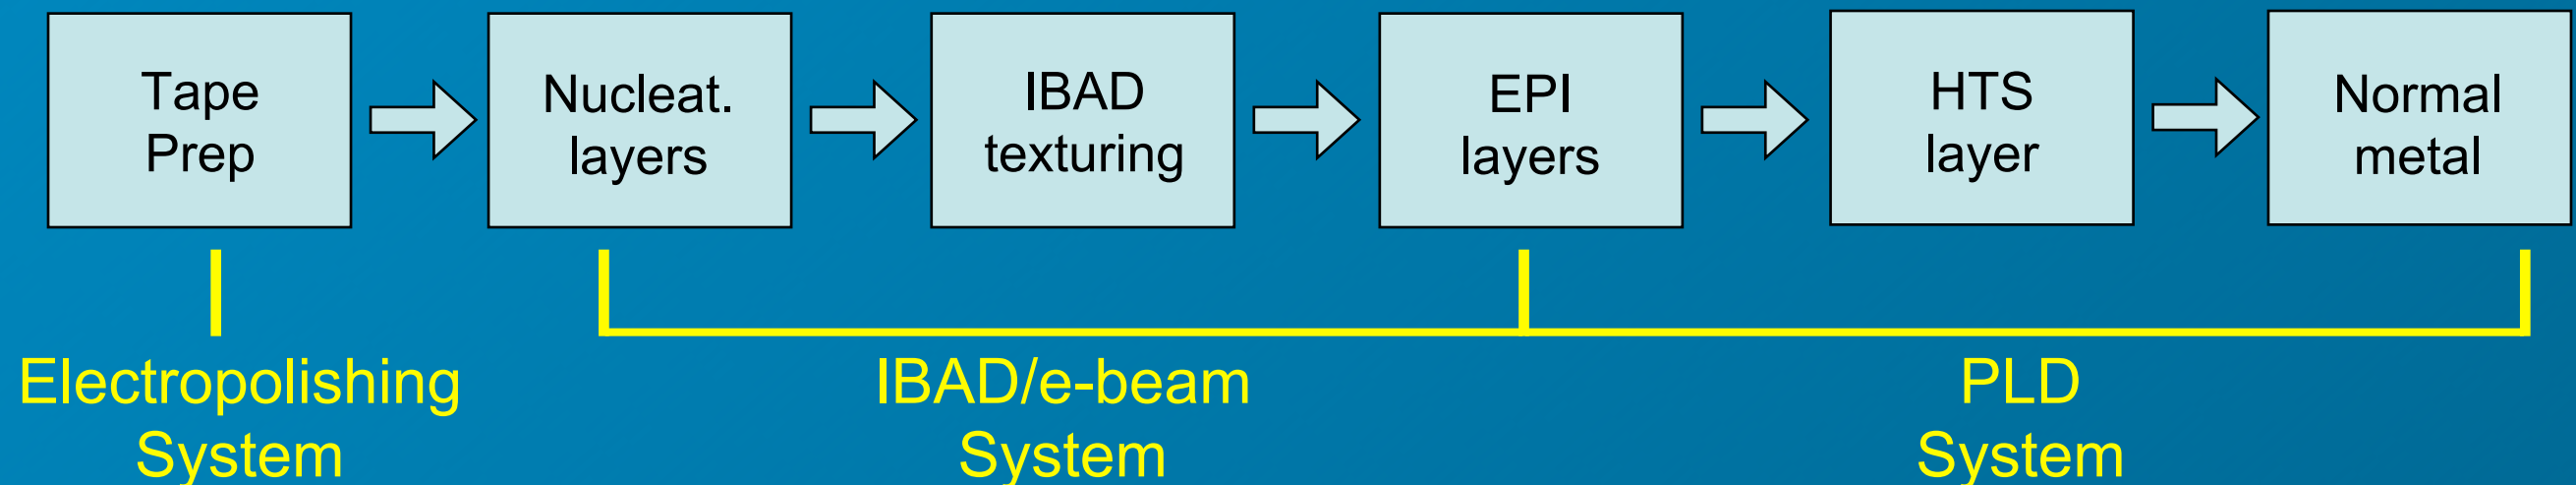 Tape
Prep
Nucleat.
layers
IBAD
texturing
EPI
layers
HTS
layer
Normal
metal
Electropolishing
System
IBAD/e-beam
System
PLD
System